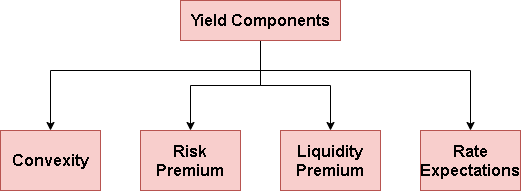 Yield Components
Convexity
Risk
Premium
Liquidity
Premium
Rate
Expectations